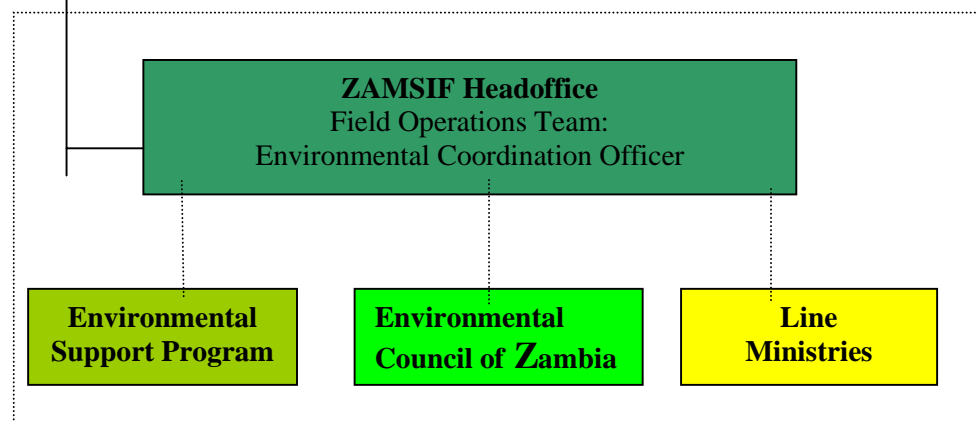 ZAMSIF Headoffice
Field Operations Team:
Environmental Coordination Officer
Environmental
Support Program
Environmental
Council of Zambia
Line
Ministries